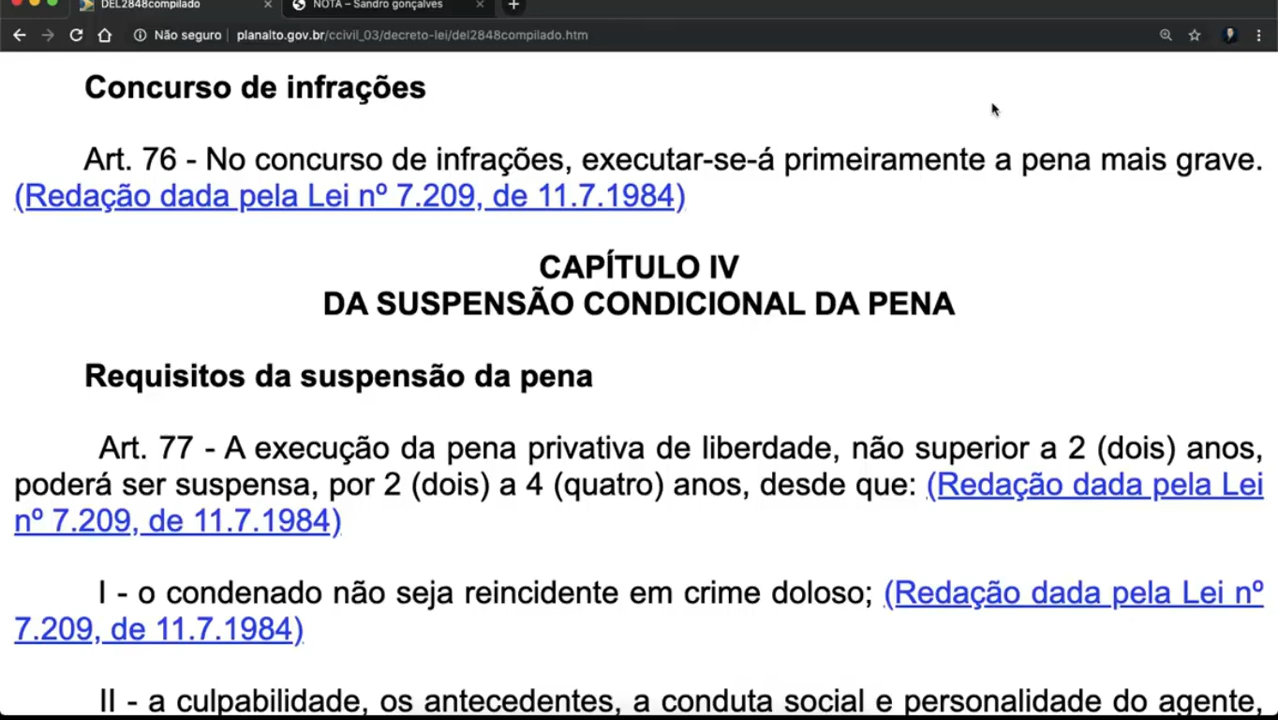 DEL2848compilado
NOTA – Sandro gonçalves
Não seguro
planalto.gov.br/ccivil_03/decreto-lei/del2848compilado.htm
Concurso de infrações
Art. 76 - No concurso de infrações, executar-se-á primeiramente a pena mais grave.
(Redação dada pela Lei nº 7.209, de 11.7.1984)
CAPÍTULO IV
DA SUSPENSÃO CONDICIONAL DA PENA
Requisitos da suspensão da pena
Art. 77 - A execução da pena privativa de liberdade, não superior a 2 (dois) anos,
poderá ser suspensa, por 2 (dois) a 4 (quatro) anos, desde que: (Redação dada pela Lei
nº 7.209, de 11.7.1984)
I - o condenado não seja reincidente em crime doloso; (Redação dada pela Lei nº
7.209, de 11.7.1984)
II - a culpabilidade, os antecedentes, a conduta social e personalidade do agente,